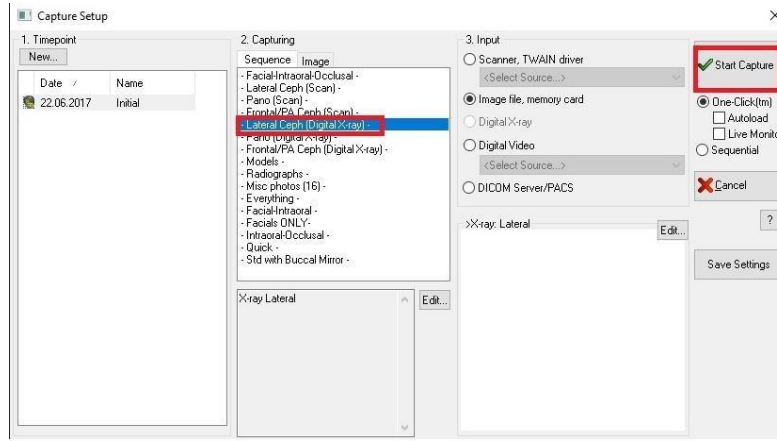 Capture Setup
1. Timepoint
New...
Date / Name
22.06.2017 Initial
2. Capturing
Sequence Image
- Facial-Intraoral-Occlusal -
- Lateral Ceph (Scan) -
- Pano (Scan) -
- Frontal/PA Ceph (Scan) -
- Lateral Ceph (Digital X-ray) -
- Pano (Digital X-ray) -
- Frontal/PA Ceph (Digital X-ray) -
- Models -
- Radiographs -
- Misc photos (16) -
- Everything -
- Facial-Intraoral -
- Facials ONLY-
- Intraoral-Occlusal -
- Quick -
- Std with Buccal Mirror -
X-ray Lateral
Edit...
3. Input
Scanner, TWAIN driver
<Select Source...>
Image file, memory card
Digital X-ray
Digital Video
<Select Source...>
DICOM Server/PACS
>X-ray: Lateral
Edit...
Start Capture
One-Click(tm)
Autoload
Live Monito
Sequential
Cancel
?
Save Settings